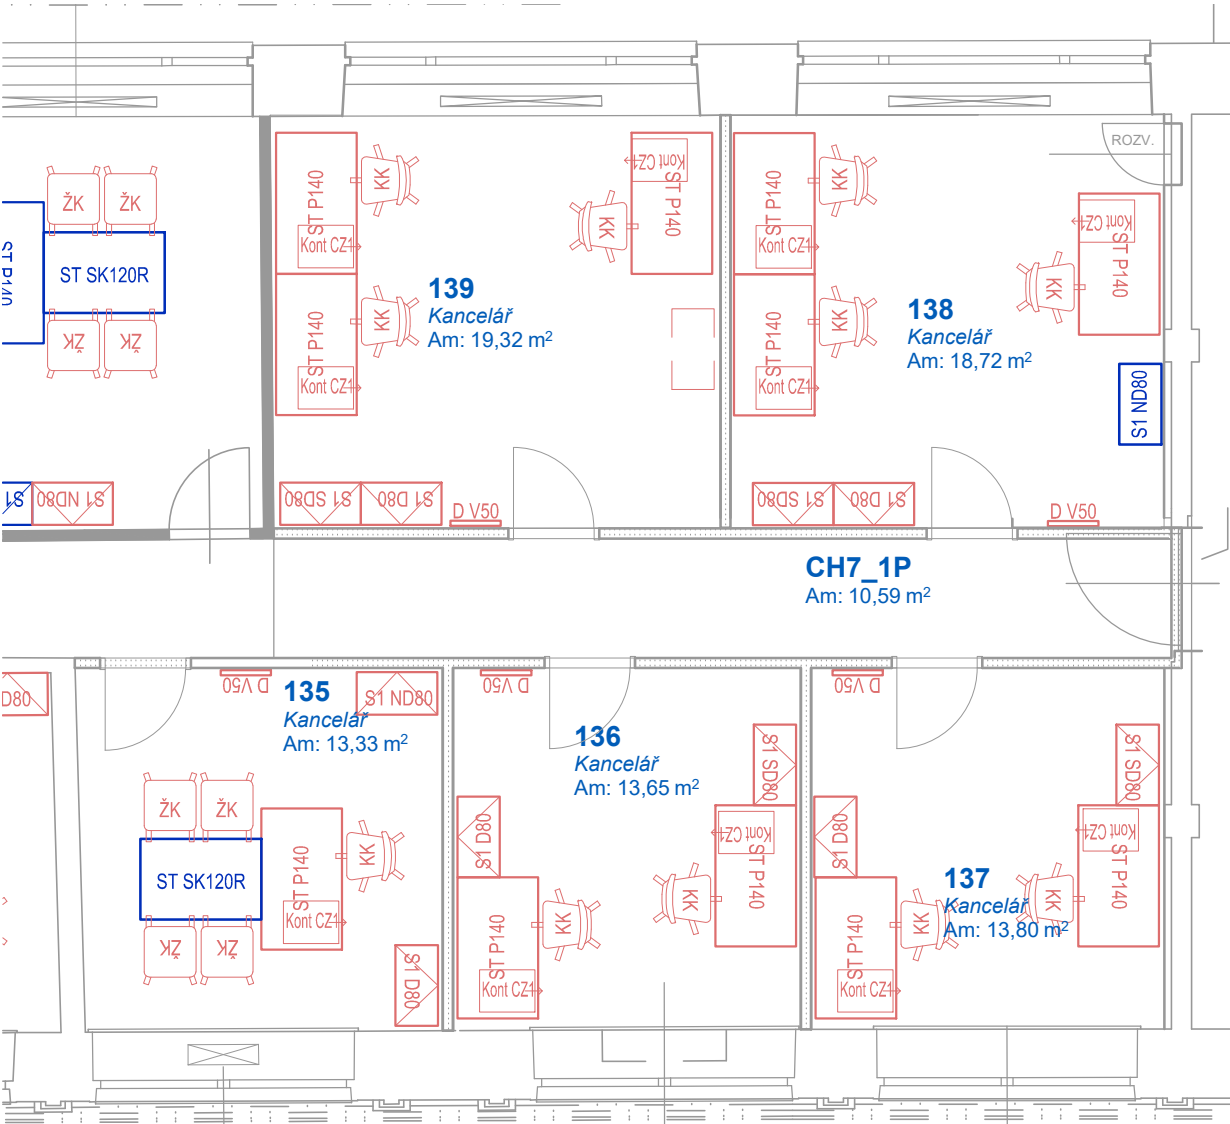 ROZV.
ŽK
ŽK
ST SK120R
ŽK
ŽK
ST P140
S1
S1 ND80
ST P140
Kont CZ1
KK
ST P140
Kont CZ1
KK
Kont CZ1
ST P140
KK
139
Kancelář
Am: 19,32 m²
S1 SD80
S1 D80
D V50
ST P140
Kont CZ1
KK
ST P140
Kont CZ1
KK
Kont CZ1
ST P140
KK
138
Kancelář
Am: 18,72 m²
S1 ND80
S1 SD80
S1 D80
D V50
CH7_1P
Am: 10,59 m²
D80
D V50
135
Kancelář
Am: 13,33 m²
S1 ND80
ŽK
ŽK
ST SK120R
ŽK
ŽK
ST P140
Kont CZ1
KK
S1 D80
D V50
136
Kancelář
Am: 13,65 m²
S1 SD80
S1 D80
Kont CZ1
ST P140
KK
ST P140
Kont CZ1
KK
D V50
S1 SD80
S1 D80
Kont CZ1
ST P140
KK
137
Kancelář
Am: 13,80 m²
ST P140
Kont CZ1
KK